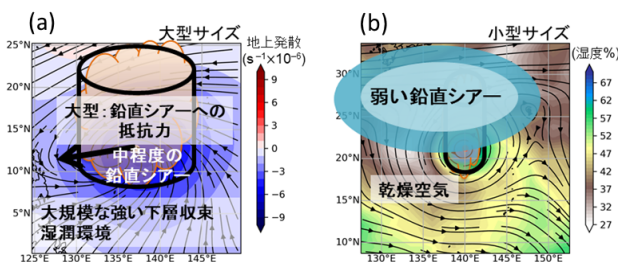 (a)
大型サイズ
地上発散
(s⁻¹×10⁻⁶)
25°N
20°N
15°N
10°N
5°N
125°E
130°E
135°E
140°E
145°E
大型:鉛直シアーへの
抵抗力
中程度の
鉛直シアー
大規模な強い下層収束
湿潤環境
9
6
3
0
−3
−6
−9
(b)
小型サイズ
(湿度%)
30°N
25°N
20°N
15°N
10°N
130°E
135°E
140°E
145°E
弱い鉛直シアー
乾燥空気
67
62
57
52
47
42
37
32
27